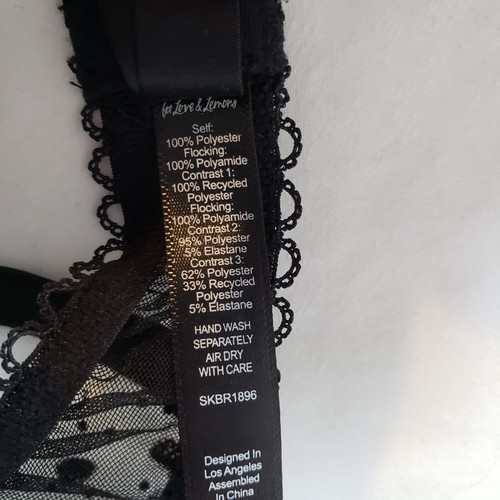 for Love & Lemons
Self:
100% Polyester
Flocking:
100% Polyamide
Contrast 1:
100% Recycled
Polyester
Flocking:
100% Polyamide
Contrast 2:
95% Polyester
5% Elastane
Contrast 3:
62% Polyester
33% Recycled
Polyester
5% Elastane
HAND WASH
SEPARATELY
AIR DRY
WITH CARE
SKBR1896
Designed In
Los Angeles
Assembled
In China